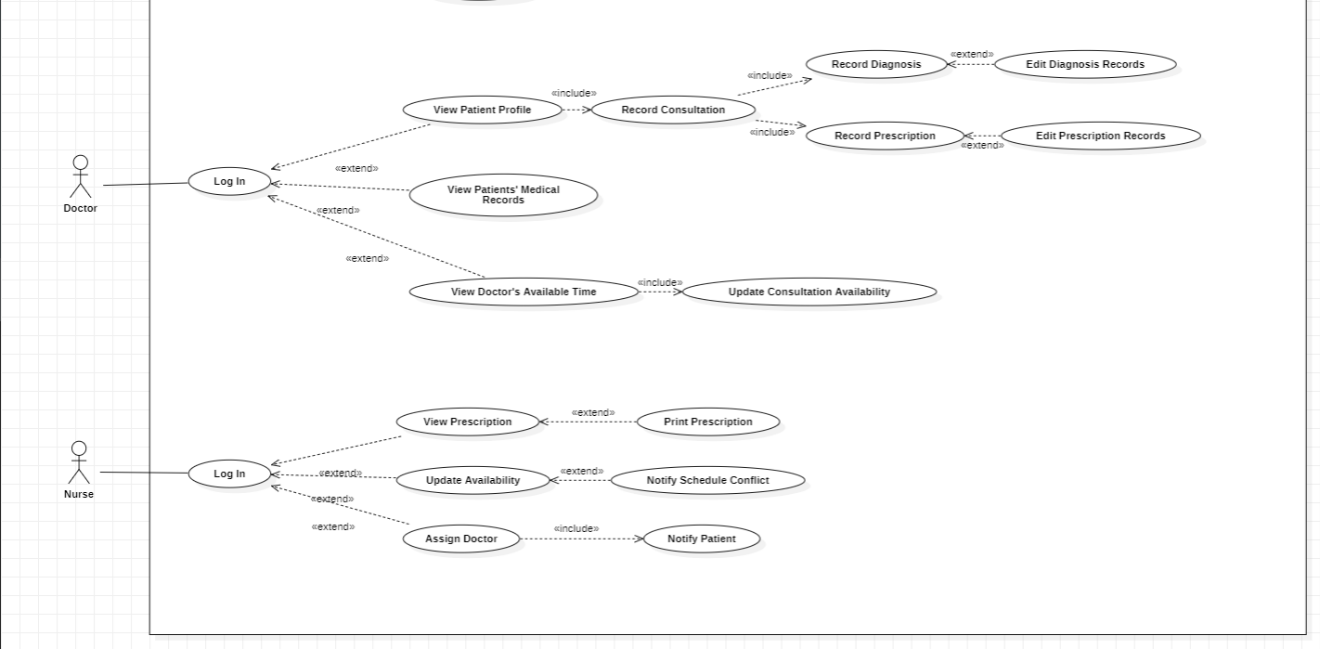 «extend»
Record Diagnosis
Edit Diagnosis Records
«include»
«include»
View Patient Profile
Record Consultation
«include»
Record Prescription
Edit Prescription Records
«extend»
«extend»
Log In
View Patients' Medical
Records
Doctor
«extend»
«extend»
«include»
View Doctor's Available Time
Update Consultation Availability
«extend»
View Prescription
Print Prescription
Log In
«extend»
«extend»
Update Availability
Notify Schedule Conflict
Nurse
«extend»
«extend»
«include»
Assign Doctor
Notify Patient